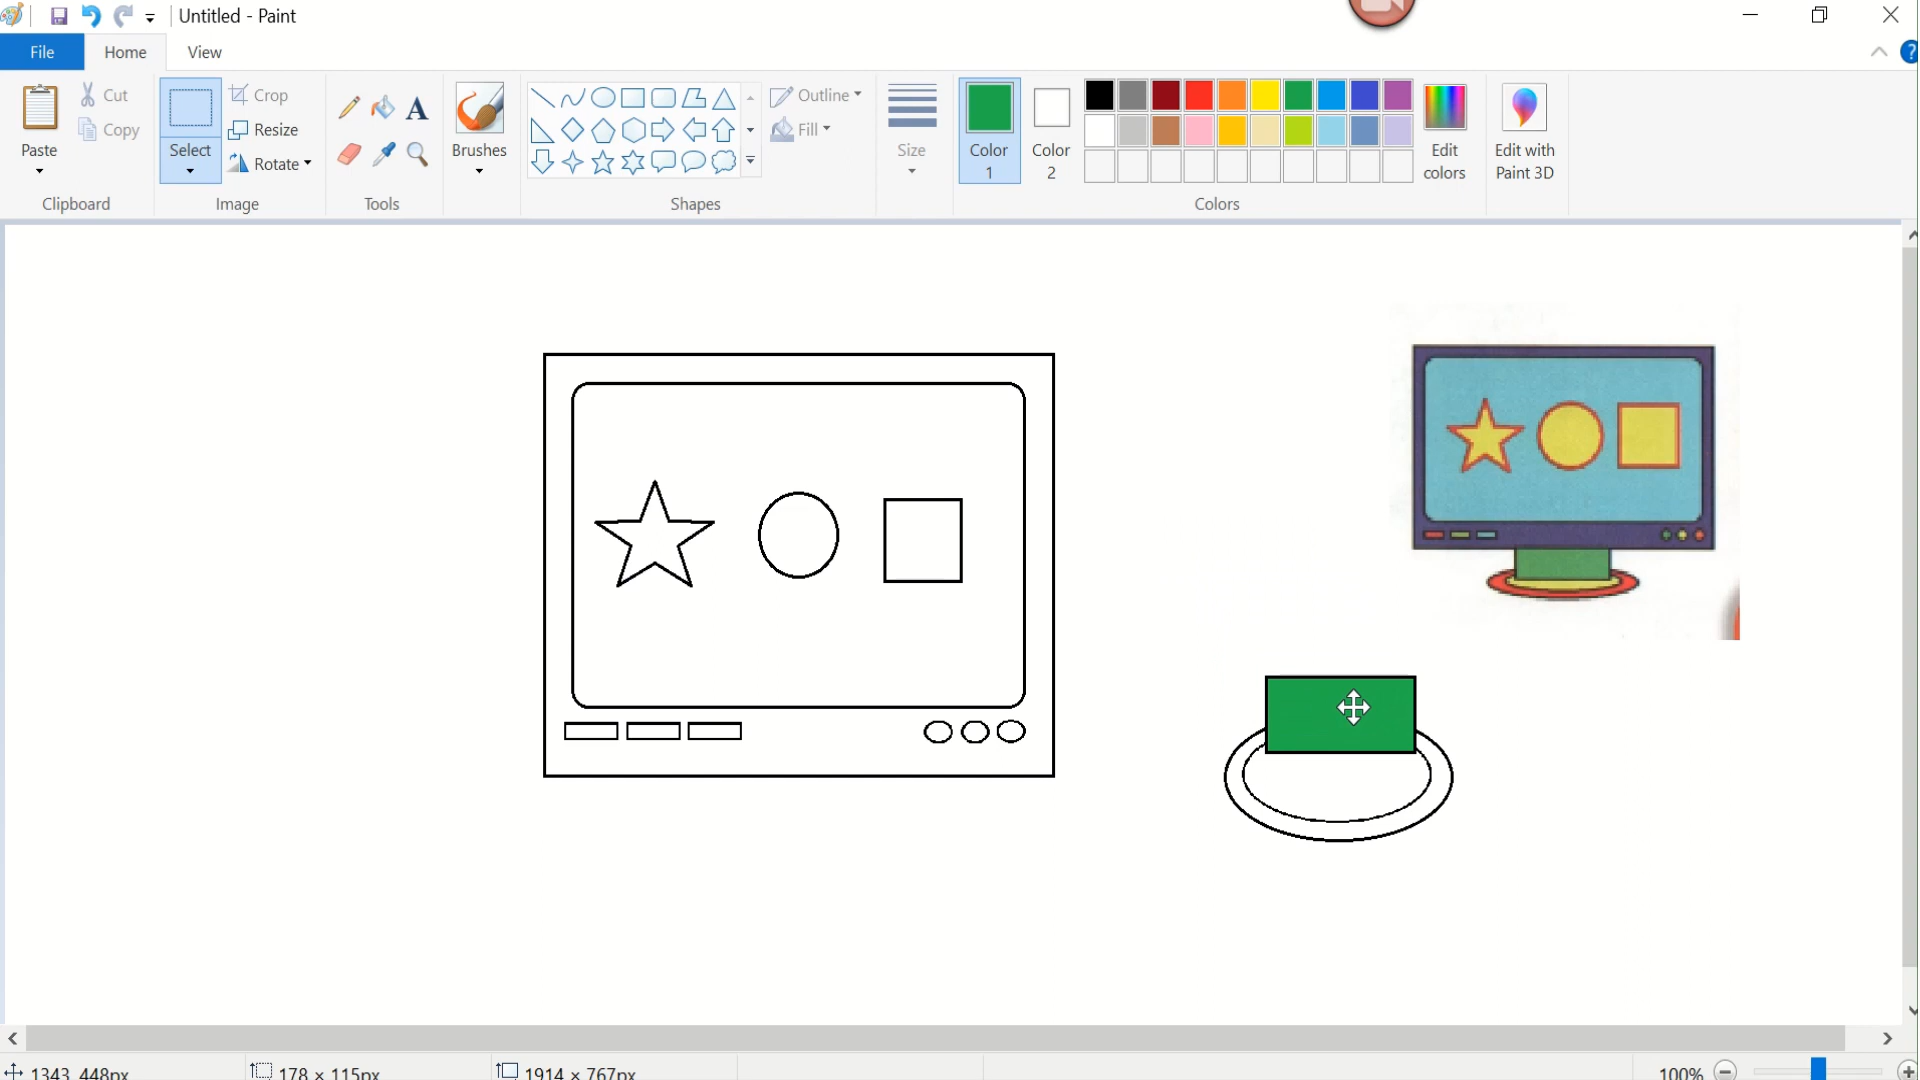 Untitled - Paint
File Home View
Paste
Cut
Copy
Clipboard
Select
Crop
Resize
Rotate
Image
A
Tools
Brushes
Shapes
Outline
Fill
Size
Color 1
Color 2
Colors
Edit colors
Edit with Paint 3D
?
1343, 448px
178 × 115px
1914 × 767px
100%